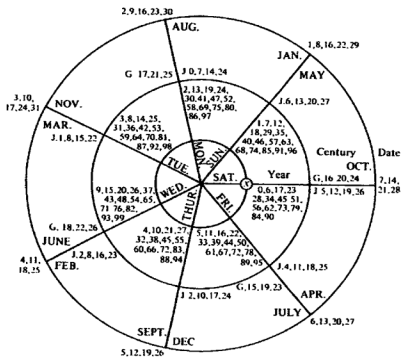 2,9,16,23,30
AUG.
JAN.
1,8,16,22,29
MAY
G 17,21,25
J 0,7,14,24
J.6,13,20,27
3,10,
17,24,31
NOV.
MAR.
J.1,8,15,22
2,13,19,24,
30,41,47,52,
58,69,75,80,
86,97
1,7,12,
18,29,35,
40,46,57,63,
68,74,85,91,96
3,8,14,25,
31,36,42,53,
59,64,70,81,
87,92,98
MON.
SUN.
TUE.
SAT.
WED.
THUR.
FRI.
Year
Century
OCT.
Date
G,16 20,24
J 5,12,19,26
7,14,
21,28
0,6,17,23
28,34,45 51,
56,62,73,79,
84,90
9,15,20,26,37,
43,48,54,65,
71 76,82,
93,99
G. 18,22,26
JUNE
J.2,8,16,23
FEB.
4,11,
18,25
4,10,21,27,
32,38,45,55,
60,66,72,83,
88,94
5,11,16,22,
33,39,44,50,
61,67,72,78,
89,95
J.4,11,18,25
G,15,19,23
APR.
JULY
6,13,20,27
J 2,10,17,24
SEPT.
DEC
5,12,19,26